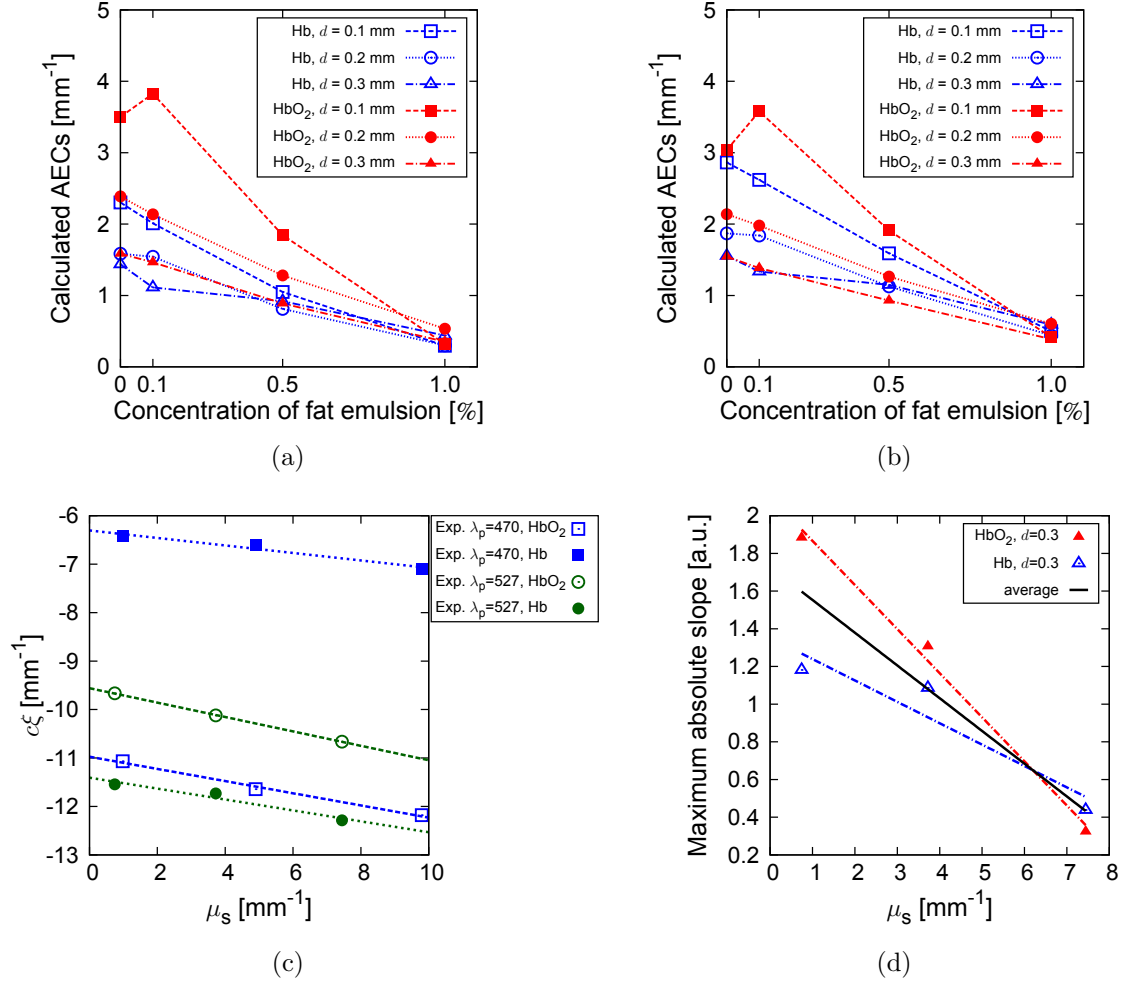 5
4
3
2
1
0
0 0.1 0.5 1.0
Calculated AECs [mm⁻¹]
Concentration of fat emulsion [%]
Hb, d = 0.1 mm
Hb, d = 0.2 mm
Hb, d = 0.3 mm
HbO₂, d = 0.1 mm
HbO₂, d = 0.2 mm
HbO₂, d = 0.3 mm
(a)
5
4
3
2
1
0
0 0.1 0.5 1.0
Calculated AECs [mm⁻¹]
Concentration of fat emulsion [%]
Hb, d = 0.1 mm
Hb, d = 0.2 mm
Hb, d = 0.3 mm
HbO₂, d = 0.1 mm
HbO₂, d = 0.2 mm
HbO₂, d = 0.3 mm
(b)
-6
-7
-8
-9
-10
-11
-12
-13
0 2 4 6 8 10
cξ [mm⁻¹]
μₛ [mm⁻¹]
Exp. λₚ=470, HbO₂
Exp. λₚ=470, Hb
Exp. λₚ=527, HbO₂
Exp. λₚ=527, Hb
(c)
2
1.8
1.6
1.4
1.2
1
0.8
0.6
0.4
0.2
0 1 2 3 4 5 6 7 8
Maximum absolute slope [a.u.]
μₛ [mm⁻¹]
HbO₂, d=0.3
Hb, d=0.3
average
(d)